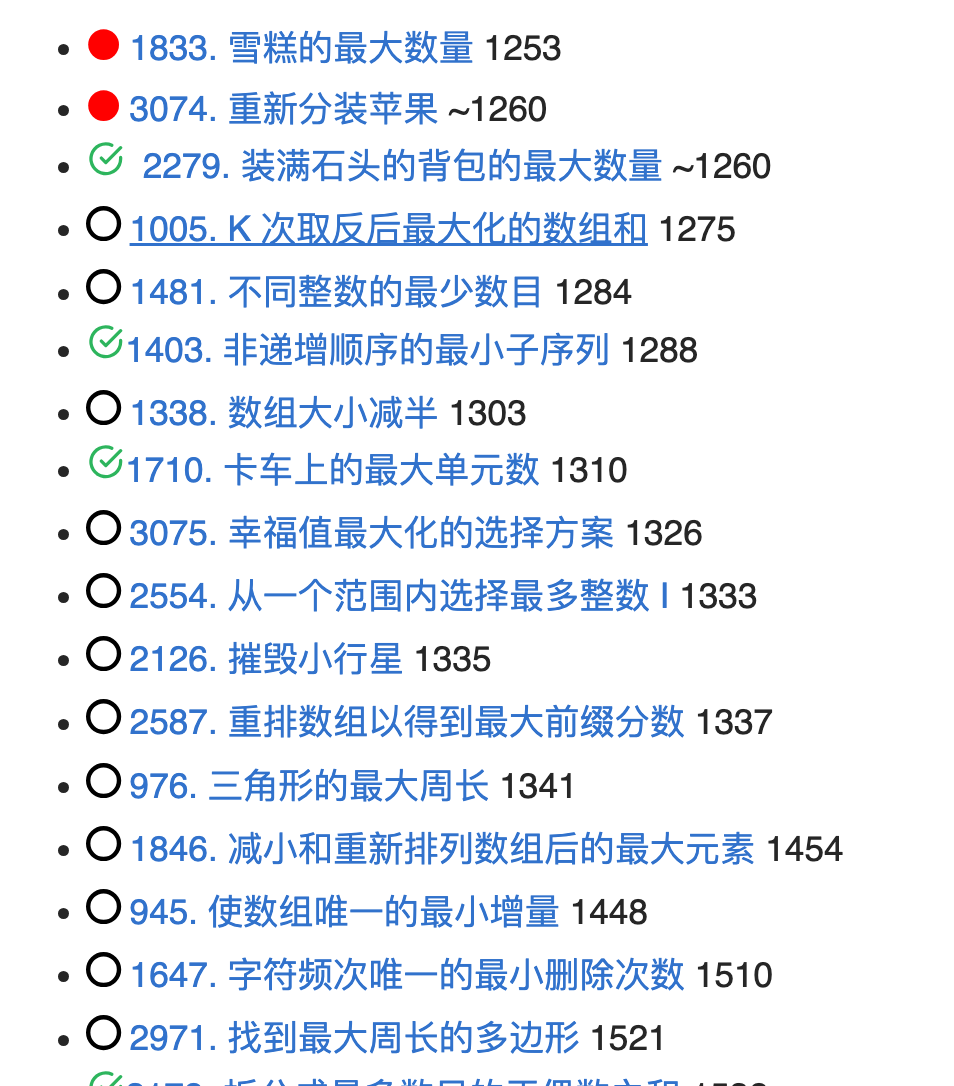 1833. 雪糕的最大数量 1253
3074. 重新分装苹果 ~1260
2279. 装满石头的背包的最大数量 ~1260
1005. K 次取反后最大化的数组和 1275
1481. 不同整数的最少数目 1284
1403. 非递增顺序的最小子序列 1288
1338. 数组大小减半 1303
1710. 卡车上的最大单元数 1310
3075. 幸福值最大化的选择方案 1326
2554. 从一个范围内选择最多整数 I 1333
2126. 摧毁小行星 1335
2587. 重排数组以得到最大前缀分数 1337
976. 三角形的最大周长 1341
1846. 减小和重新排列数组后的最大元素 1454
945. 使数组唯一的最小增量 1448
1647. 字符频次唯一的最小删除次数 1510
2971. 找到最大周长的多边形 1521